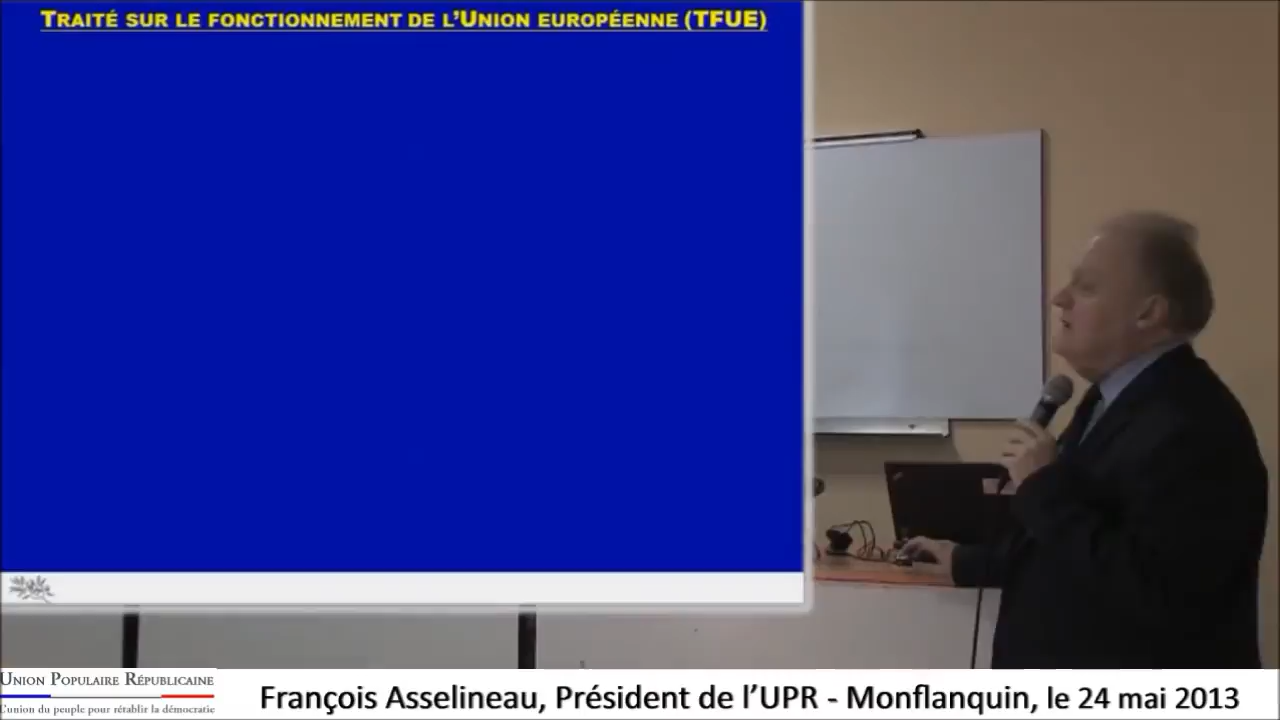 TRAITÉ SUR LE FONCTIONNEMENT DE L'UNION EUROPÉENNE (TFUE)
UNION POPULAIRE RÉPUBLICAINE
L'union du peuple pour rétablir la démocratie
François Asselineau, Président de l'UPR - Monflanquin, le 24 mai 2013